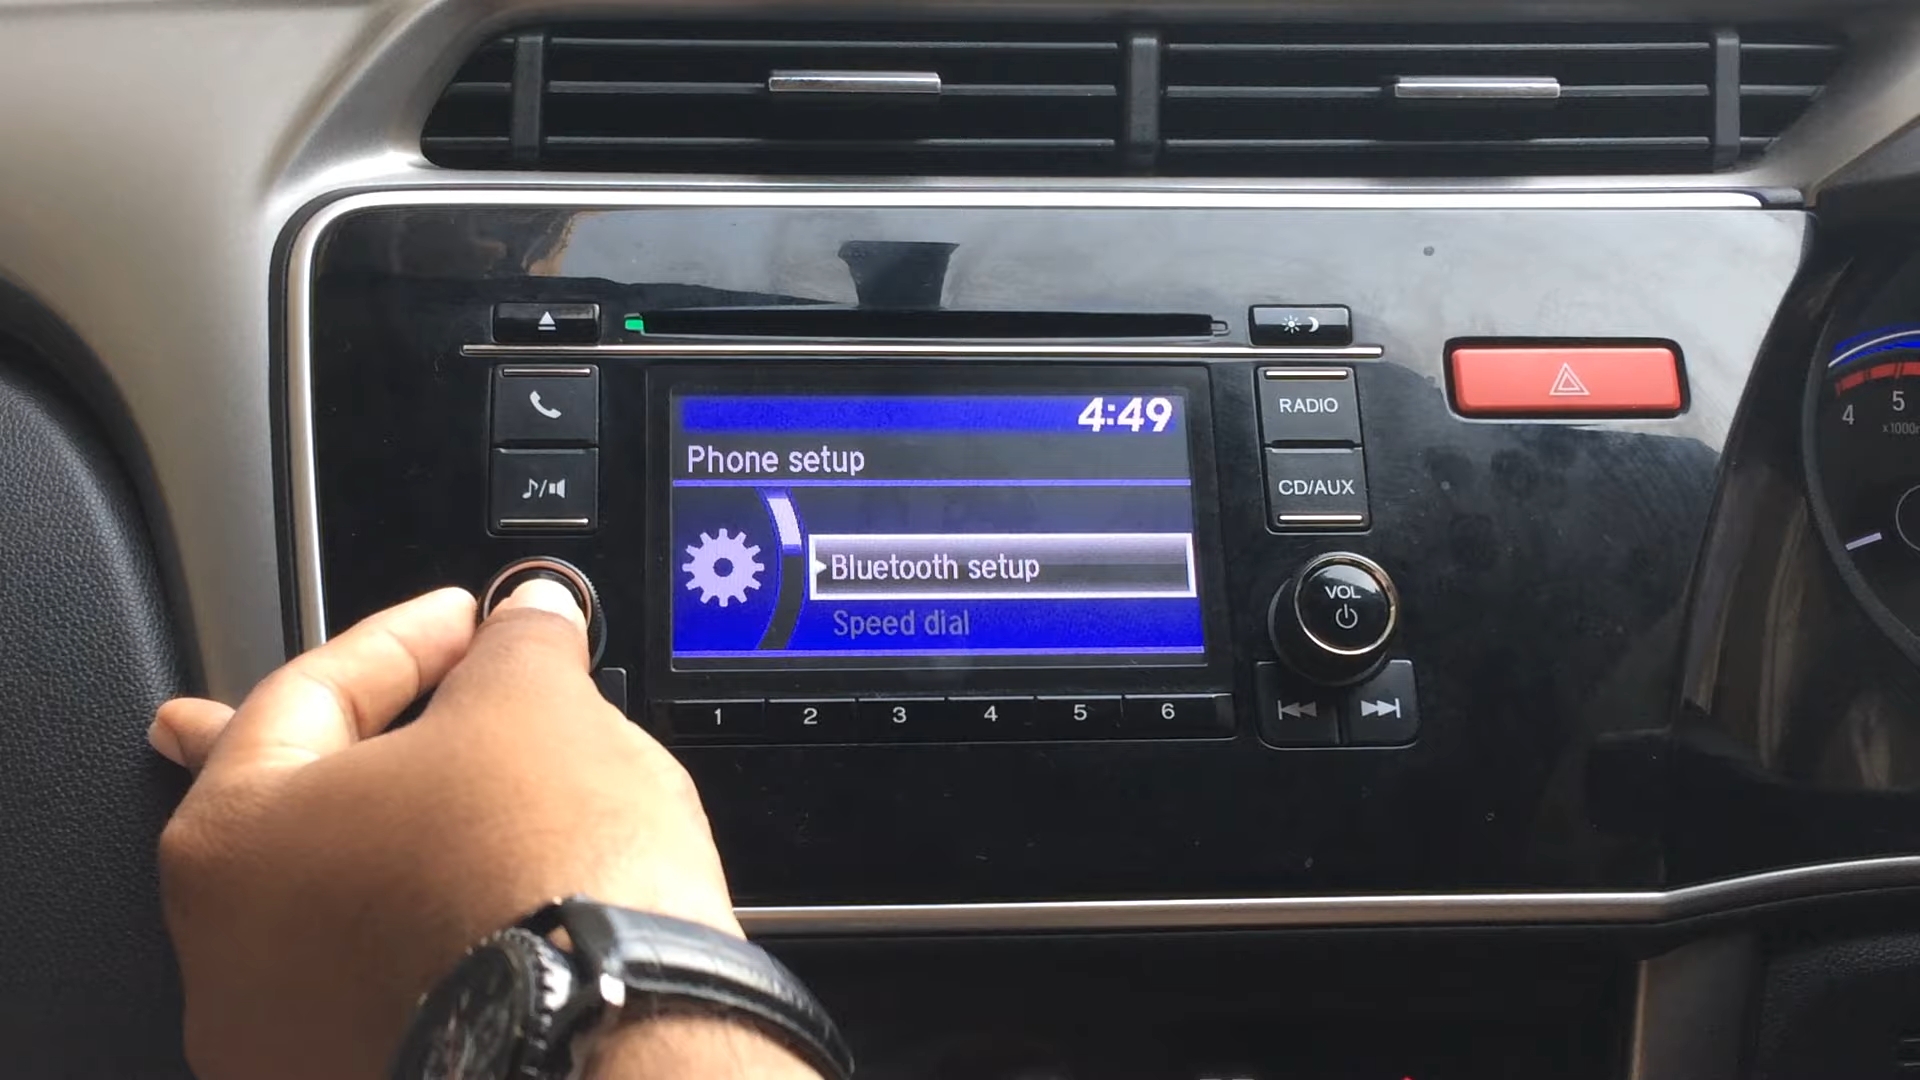 4:49
Phone setup
Bluetooth setup
Speed dial
RADIO
CD/AUX
VOL
1 2 3 4 5 6
4 5
x1000r